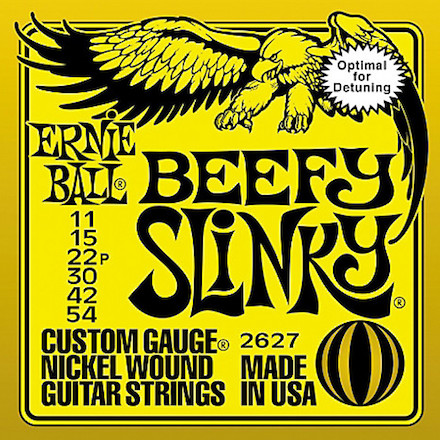 Optimal
for
Detuning
ERNIE
BALL®
BEEFY
SLINKY®
11
15
22P
30
42
54
CUSTOM GAUGE®
NICKEL WOUND
GUITAR STRINGS
2627
MADE
IN USA